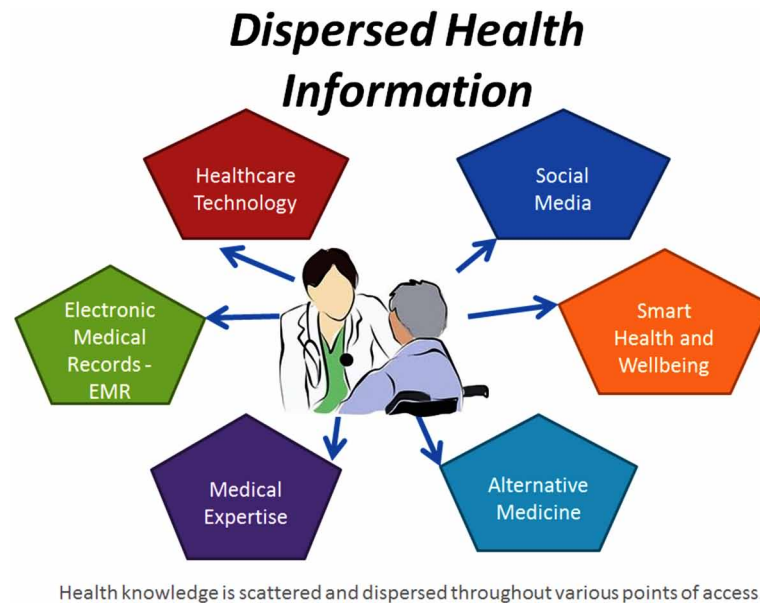 Dispersed Health
Information
Healthcare
Technology
Social
Media
Electronic
Medical
Records -
EMR
Smart
Health and
Wellbeing
Medical
Expertise
Alternative
Medicine
Health knowledge is scattered and dispersed throughout various points of access